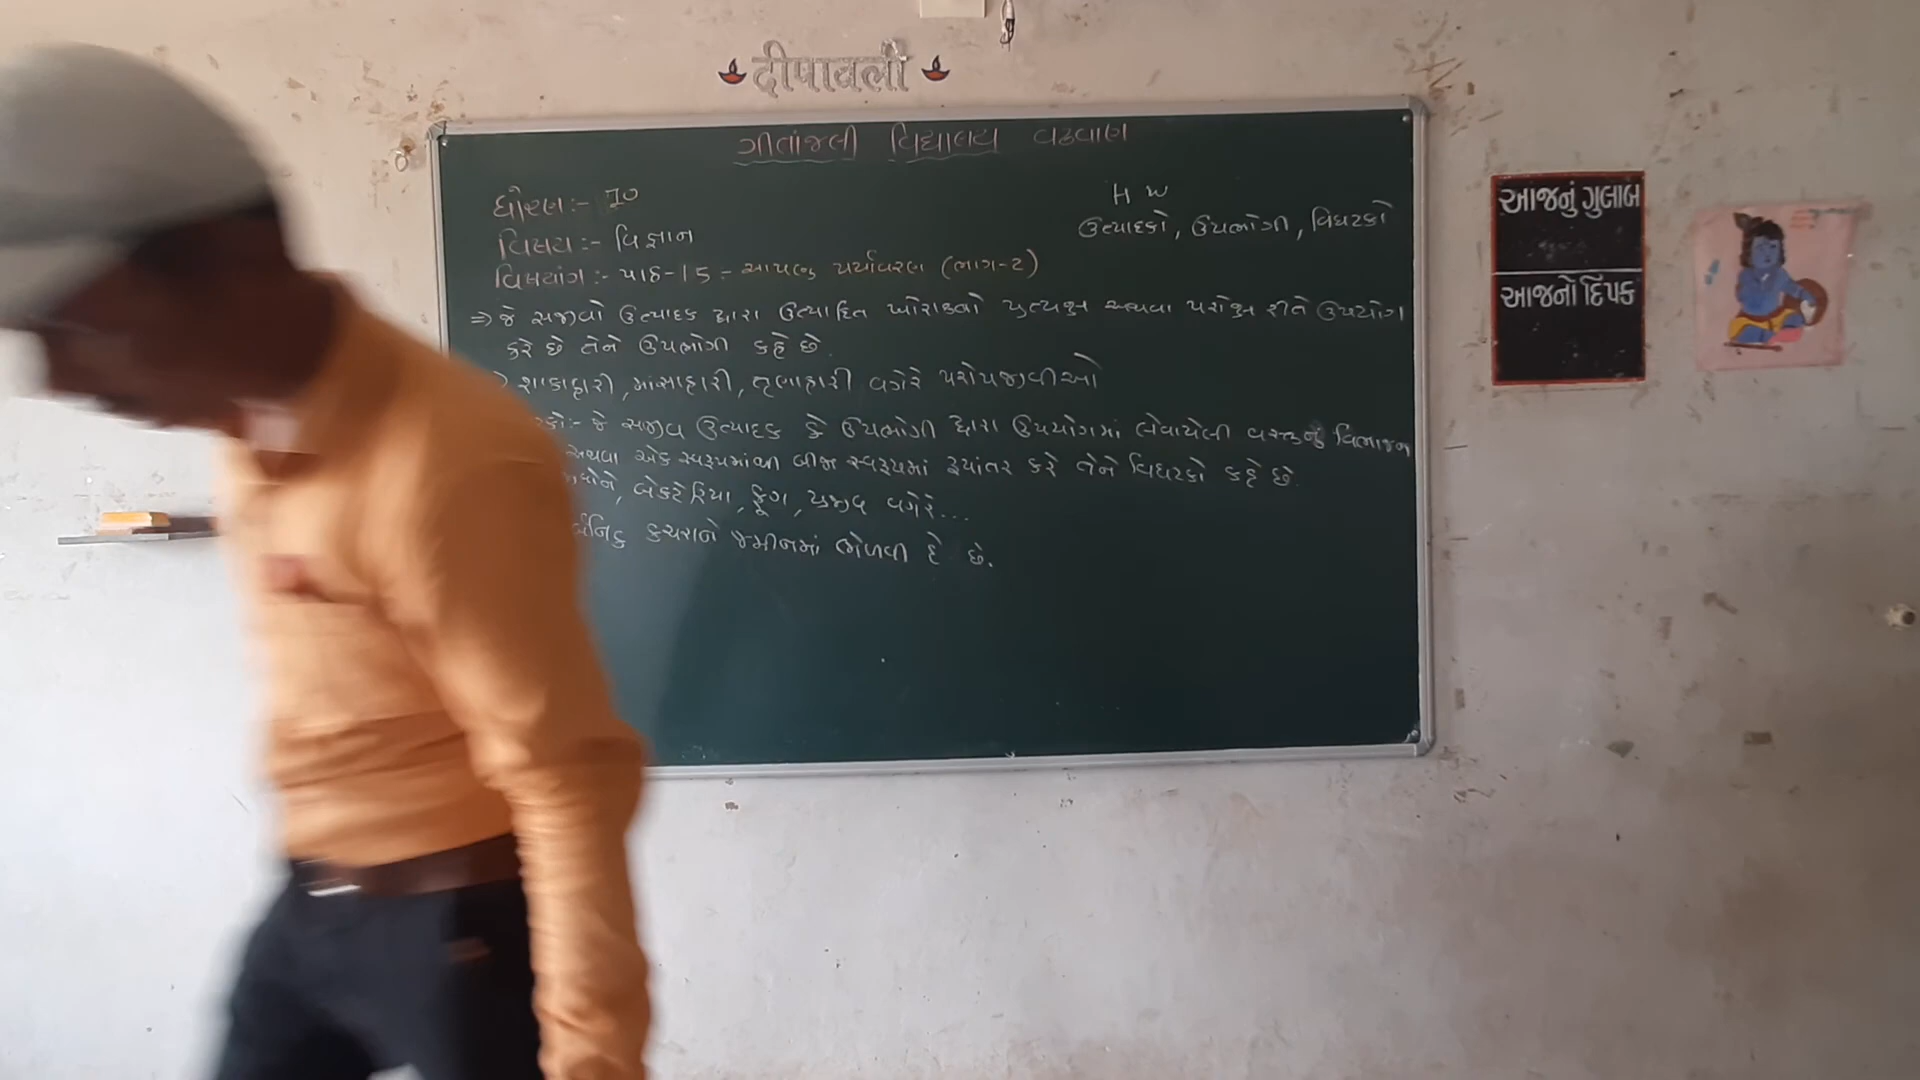 દીપાવલી
ગીતાંજલી વિદ્યાલય વઢવાણ
ધોરણ :- 10
H W
વિષય :- વિજ્ઞાન
ઉત્પાદકો, ઉપભોગી, વિઘટકો
વિષયાંગ :- પાઠ-15 :- આપણુ પર્યાવરણ (ભાગ-2)
⇒ જે સજીવો ઉત્પાદક દ્વારા ઉત્પાદિત ખોરાકનો પ્રત્યક્ષ અથવા પરોક્ષ રીતે ઉપયોગ
કરે છે તેને ઉપભોગી કહે છે.
શાકાહારી, માંસાહારી, તૃણાહારી વગેરે પરોપજીવીઓ
જે સજીવ ઉત્પાદક કે ઉપભોગી દ્વારા ઉપયોગમાં લેવાયેલી વસ્તુનું વિભાજન
અથવા એક સ્વરૂપમાંથી બીજા સ્વરૂપમાં રૂપાંતર કરે તેને વિઘટકો કહે છે.
બેકટેરિયા, ફૂગ, પ્રજીવ વગેરે...
કચરાને જમીનમાં ભેળવી દે છે.
આજનું ગુલાબ
આજનો દિપક